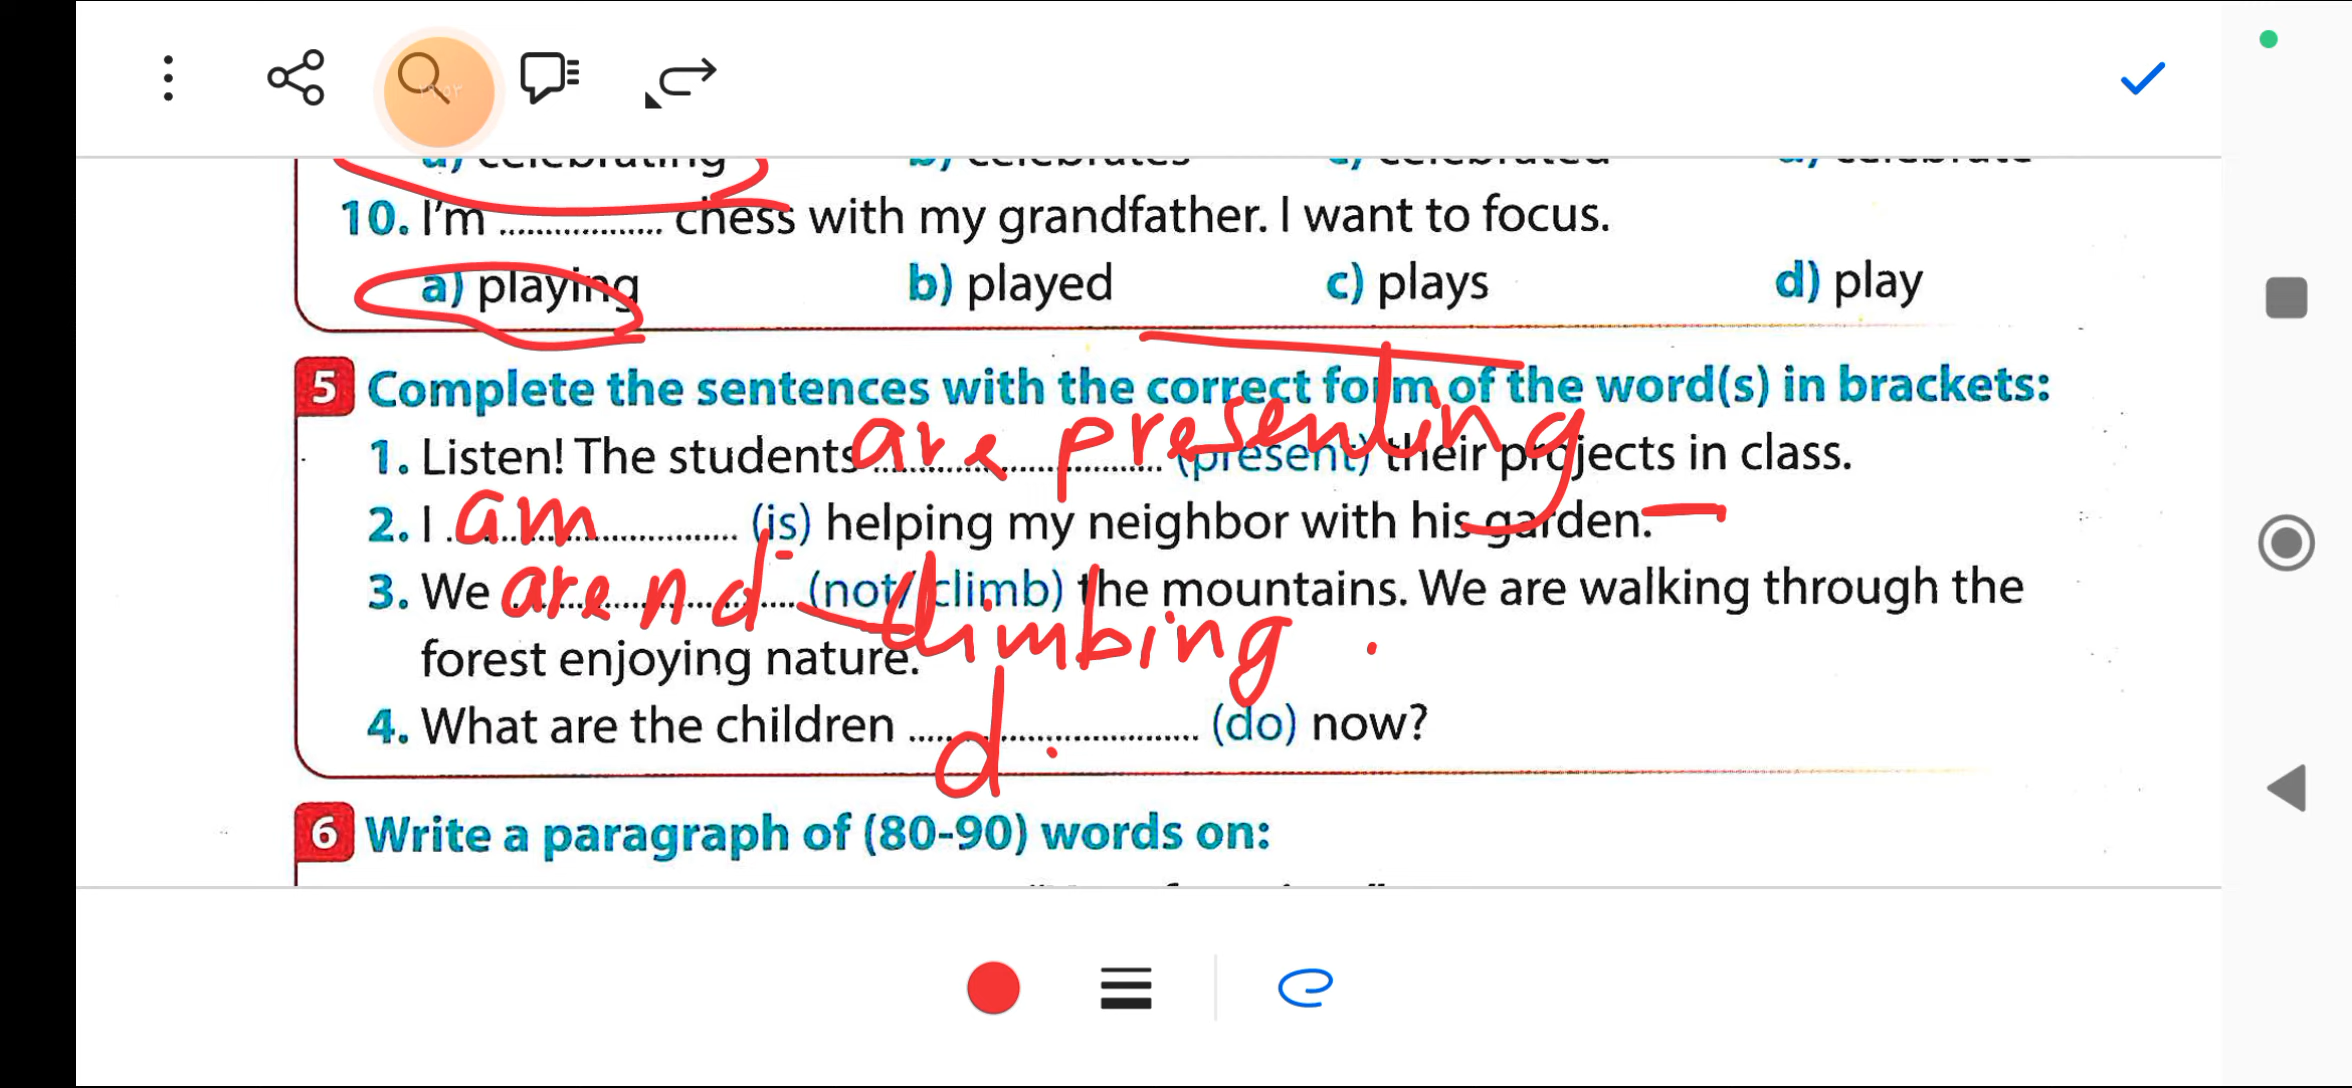 a) celebrating b) celebrates c) celebrated d) celebrate
10. I'm .................. chess with my grandfather. I want to focus.
a) playing b) played c) plays d) play
5 Complete the sentences with the correct form of the word(s) in brackets:
are presenting
1. Listen! The students ................................ (present) their projects in class.
2. I am ................................ (is) helping my neighbor with his garden.
3. We are ................................ (not/ climb) the mountains. We are walking through the
climbing
forest enjoying nature.
4. What are the children ................................ (do) now?
d
6 Write a paragraph of (80-90) words on: